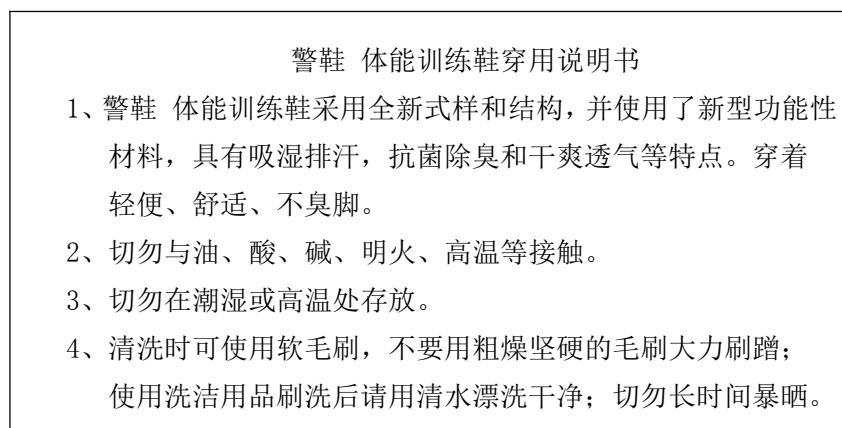 警鞋 体能训练鞋穿用说明书
1、警鞋 体能训练鞋采用全新式样和结构，并使用了新型功能性
材料，具有吸湿排汗，抗菌除臭和干爽透气等特点。穿着
轻便、舒适、不臭脚。
2、切勿与油、酸、碱、明火、高温等接触。
3、切勿在潮湿或高温处存放。
4、清洗时可使用软毛刷，不要用粗燥坚硬的毛刷大力刷蹭；
使用洗洁用品刷洗后请用清水漂洗干净；切勿长时间暴晒。